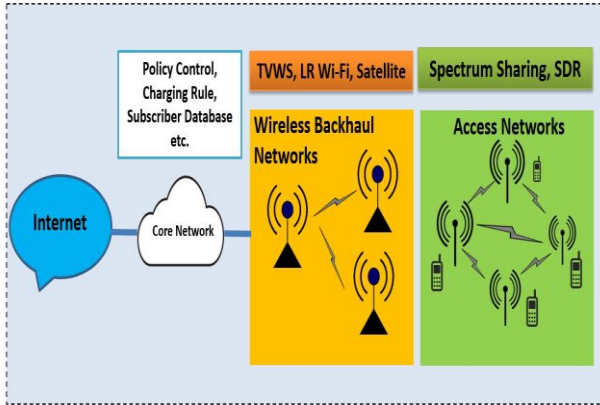 Policy Control,
Charging Rule,
Subscriber Database
etc.
TVWS, LR Wi-Fi, Satellite
Spectrum Sharing, SDR
Wireless Backhaul
Networks
Access Networks
Internet
Core Network